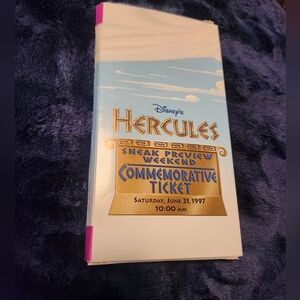 Disney's
HERCULES
SNEAK PREVIEW
WEEKEND
COMMEMORATIVE
TICKET
SATURDAY, JUNE 21, 1997
10:00 AM